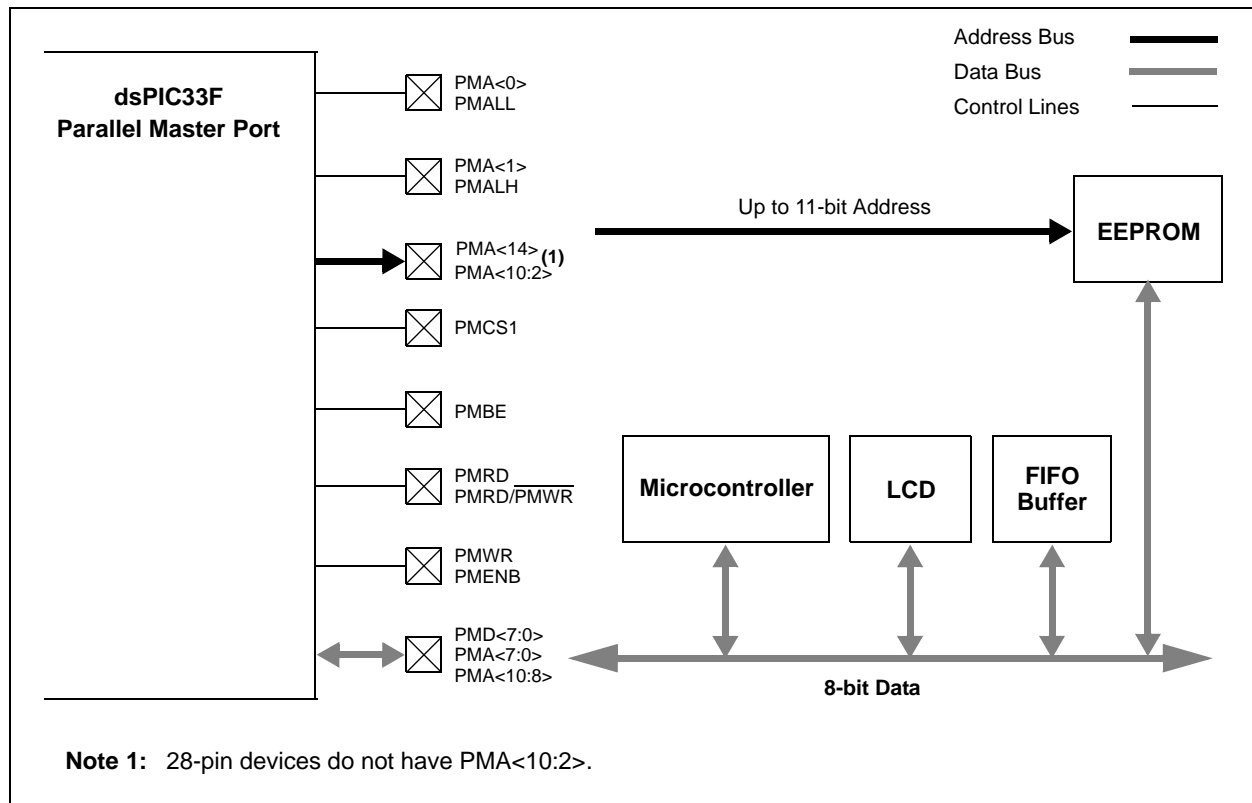 dsPIC33F
Parallel Master Port
Address Bus
Data Bus
Control Lines
PMA<0>
PMALL
PMA<1>
PMALH
PMA<14>(1)
PMA<10:2>
Up to 11-bit Address
EEPROM
PMCS1
PMBE
PMRD
PMRD/PMWR
Microcontroller
LCD
FIFO
Buffer
PMWR
PMENB
PMD<7:0>
PMA<7:0>
PMA<10:8>
8-bit Data
Note 1: 28-pin devices do not have PMA<10:2>.